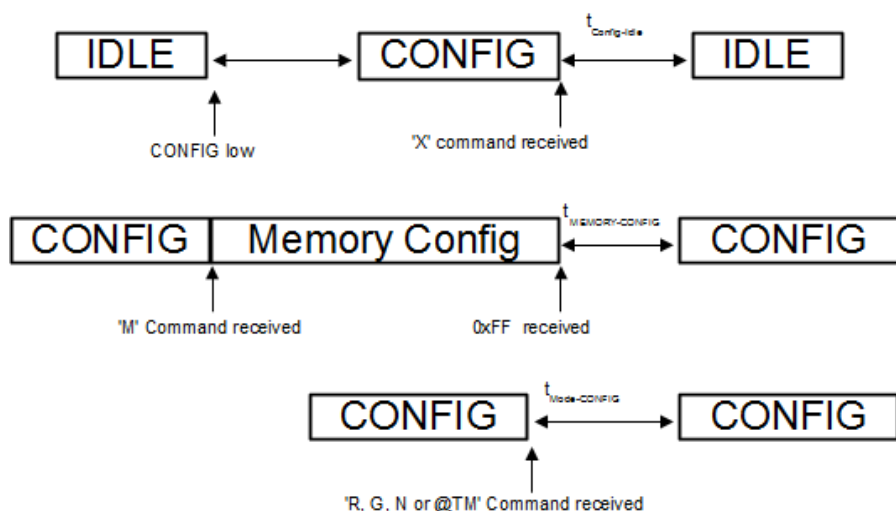 t Config-Idle
IDLE CONFIG IDLE
CONFIG low 'X' command received
t MEMORY-CONFIG
CONFIG Memory Config CONFIG
'M' Command received 0xFF received
t Mode-CONFIG
CONFIG CONFIG
'R, G, N or @TM' Command received